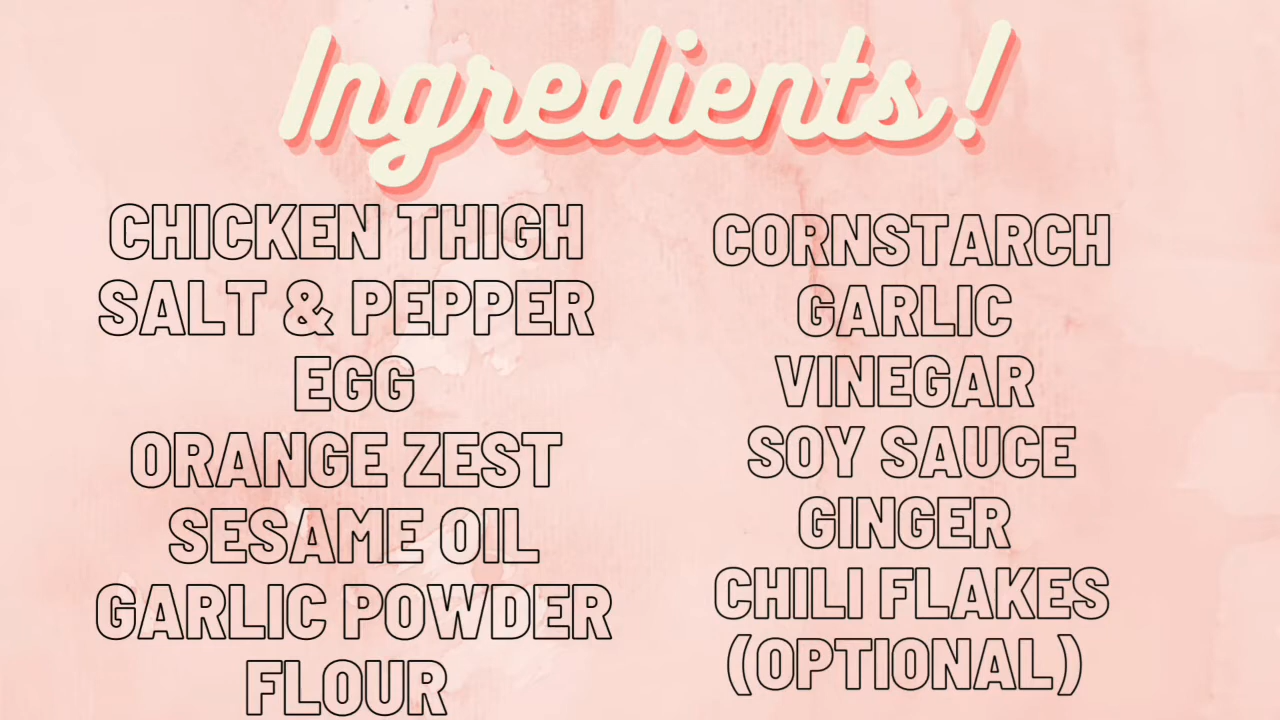 Ingredients!
CHICKEN THIGH
SALT & PEPPER
EGG
ORANGE ZEST
SESAME OIL
GARLIC POWDER
FLOUR
CORNSTARCH
GARLIC
VINEGAR
SOY SAUCE
GINGER
CHILI FLAKES
(OPTIONAL)